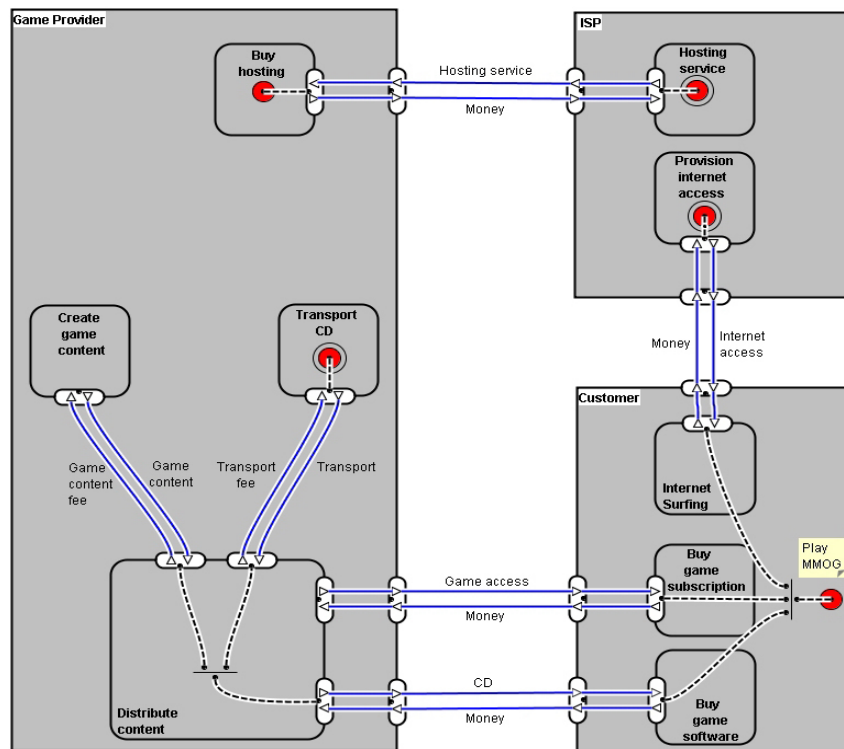 Game Provider
ISP
Buy
hosting
Hosting service
Money
Hosting
service
Provision
internet
access
Create
game
content
Transport
CD
Money
Internet
access
Customer
Game
content
fee
Game
content
Transport
fee
Transport
Internet
Surfing
Play
MMOG
Game access
Money
Buy
game
subscription
CD
Money
Distribute
content
Buy
game
software